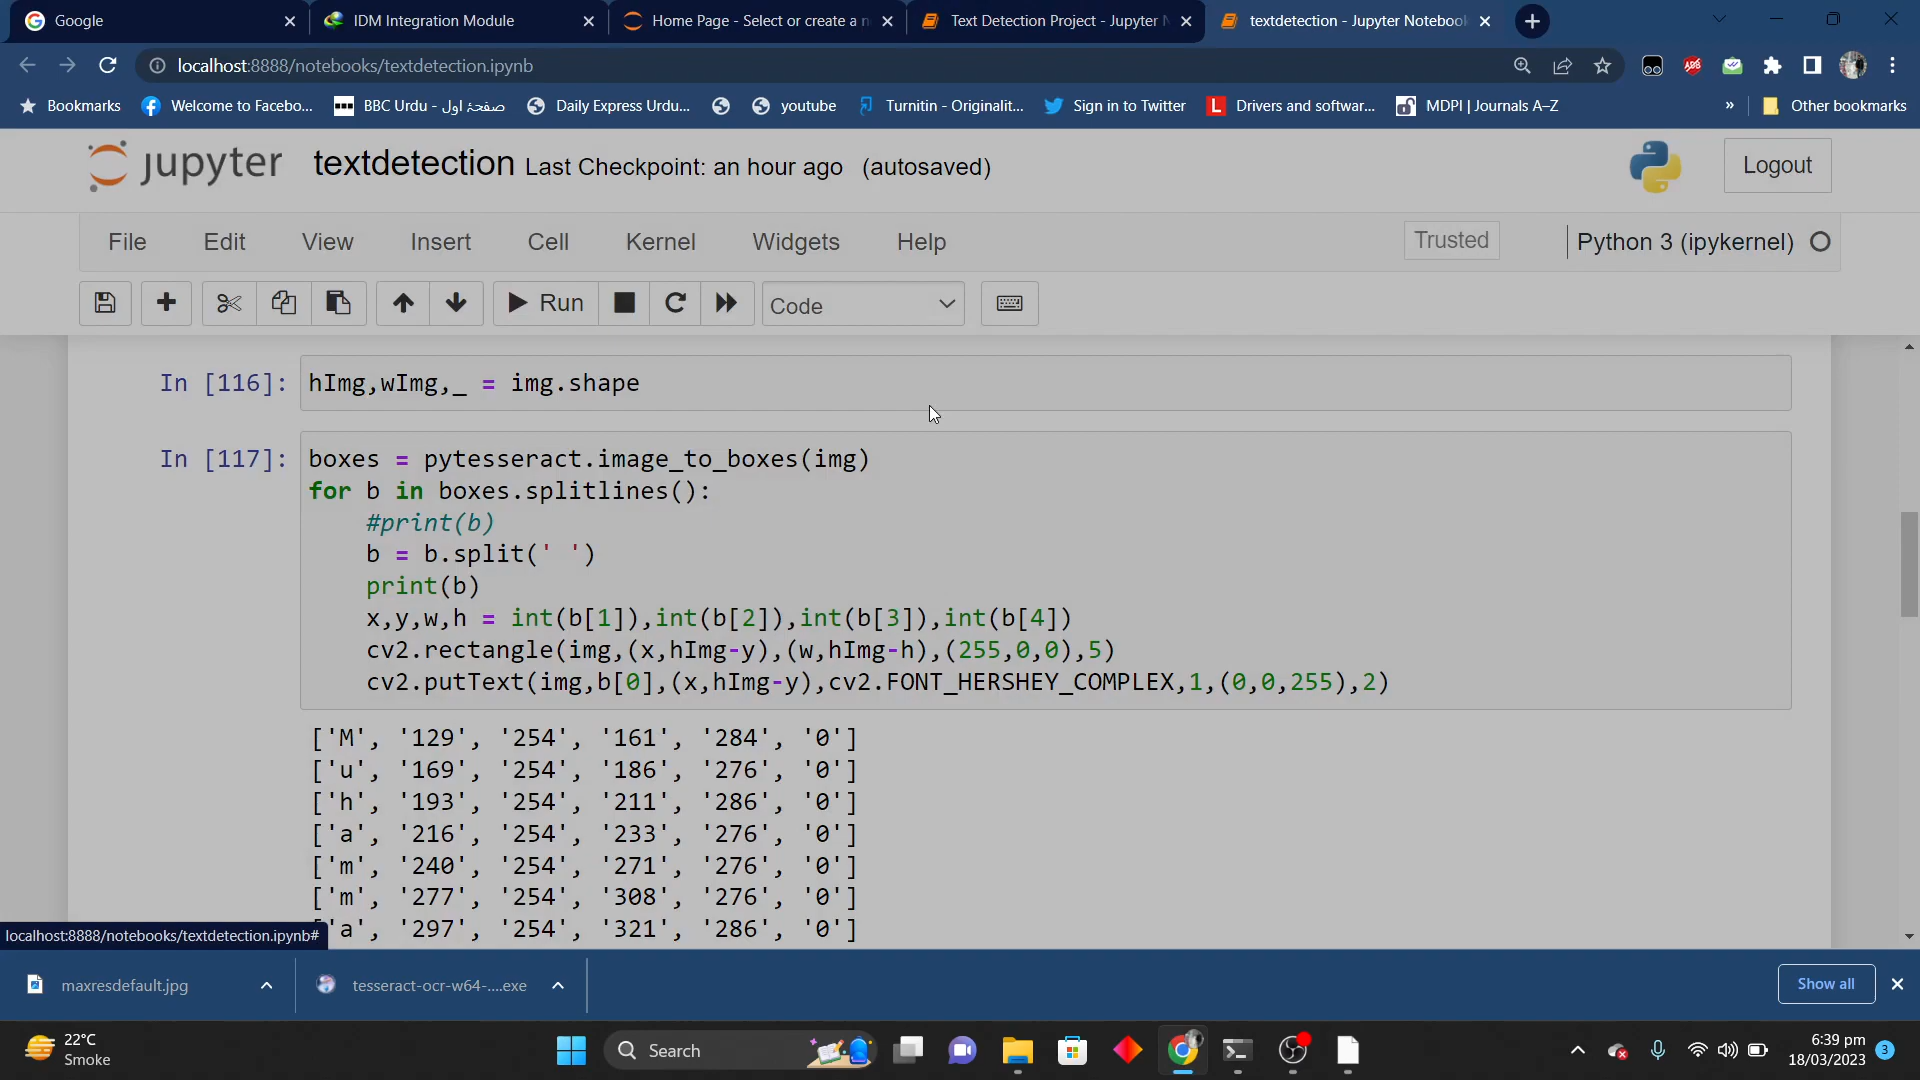 Google
IDM Integration Module
Home Page - Select or create a n
Text Detection Project - Jupyter N
textdetection - Jupyter Notebook
localhost:8888/notebooks/textdetection.ipynb
Bookmarks
Welcome to Facebo...
BBC Urdu - صفحۂ اول
Daily Express Urdu...
youtube
Turnitin - Originalit...
Sign in to Twitter
Drivers and softwar...
MDPI | Journals A–Z
»
Other bookmarks
jupyter textdetection Last Checkpoint: an hour ago (autosaved)
Logout
File Edit View Insert Cell Kernel Widgets Help
Trusted
Python 3 (ipykernel)
Run
Code
In [116]: hImg,wImg,_ = img.shape
In [117]: boxes = pytesseract.image_to_boxes(img)
for b in boxes.splitlines():
    #print(b)
    b = b.split(' ')
    print(b)
    x,y,w,h = int(b[1]),int(b[2]),int(b[3]),int(b[4])
    cv2.rectangle(img,(x,hImg-y),(w,hImg-h),(255,0,0),5)
    cv2.putText(img,b[0],(x,hImg-y),cv2.FONT_HERSHEY_COMPLEX,1,(0,0,255),2)
['M', '129', '254', '161', '284', '0']
['u', '169', '254', '186', '276', '0']
['h', '193', '254', '211', '286', '0']
['a', '216', '254', '233', '276', '0']
['m', '240', '254', '271', '276', '0']
['m', '277', '254', '308', '276', '0']
'a', '297', '254', '321', '286', '0']
localhost:8888/notebooks/textdetection.ipynb#
maxresdefault.jpg
tesseract-ocr-w64-....exe
Show all
22°C
Smoke
Search
6:39 pm
18/03/2023
3